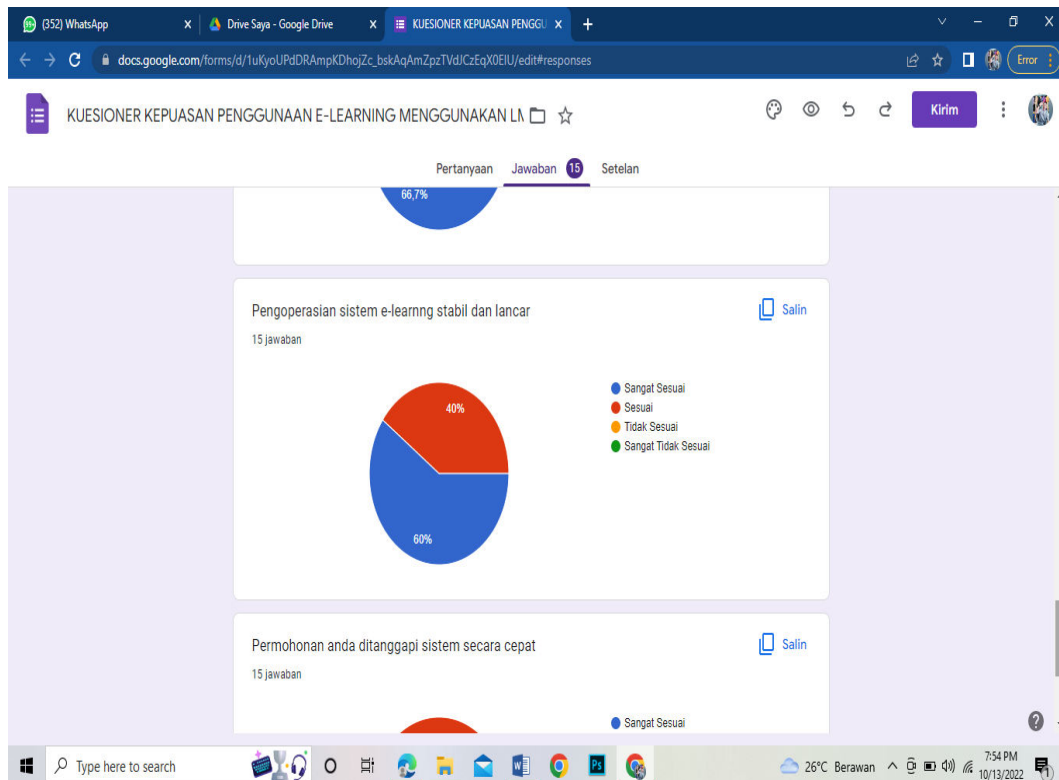 99+ (352) WhatsApp
Drive Saya - Google Drive
KUESIONER KEPUASAN PENGGU
docs.google.com/forms/d/1uKyoUPdDRAmpKDhojZc_bskAqAmZpzTVdJCzEqX0EIU/edit#responses
Error
KUESIONER KEPUASAN PENGGUNAAN E-LEARNING MENGGUNAKAN LM
Kirim
Pertanyaan Jawaban 15 Setelan
66,7%
Pengoperasian sistem e-learnng stabil dan lancar
Salin
15 jawaban
Sangat Sesuai
Sesuai
Tidak Sesuai
Sangat Tidak Sesuai
40%
60%
Permohonan anda ditanggapi sistem secara cepat
Salin
15 jawaban
Sangat Sesuai
Type here to search
26°C Berawan
7:54 PM
10/13/2022